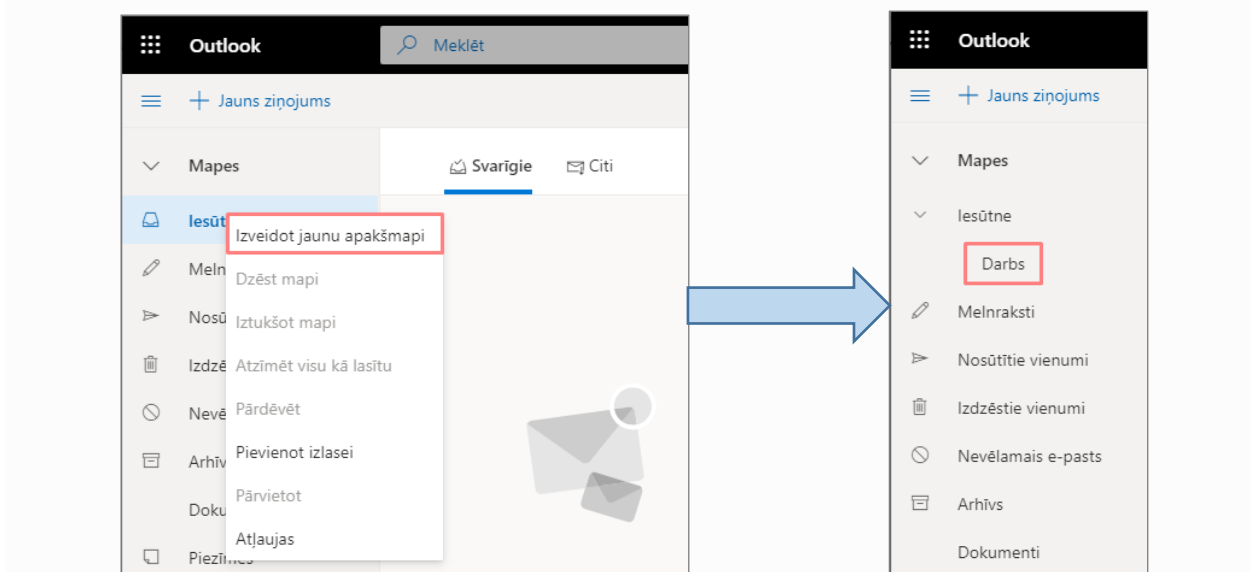 Outlook
Meklēt
Jauns ziņojums
Mapes
Svarīgie
Citi
Iesūt
Izveidot jaunu apakšmapi
Meln
Dzēst mapi
Nosū
Iztukšot mapi
Izdzē
Atzīmēt visu kā lasītu
Nevē
Pārdēvēt
Arhīv
Pievienot izlasei
Doku
Pārvietot
Atļaujas
Piezīmes
Outlook
Jauns ziņojums
Mapes
Iesūtne
Darbs
Melnraksti
Nosūtītie vienumi
Izdzēstie vienumi
Nevēlamais e-pasts
Arhīvs
Dokumenti